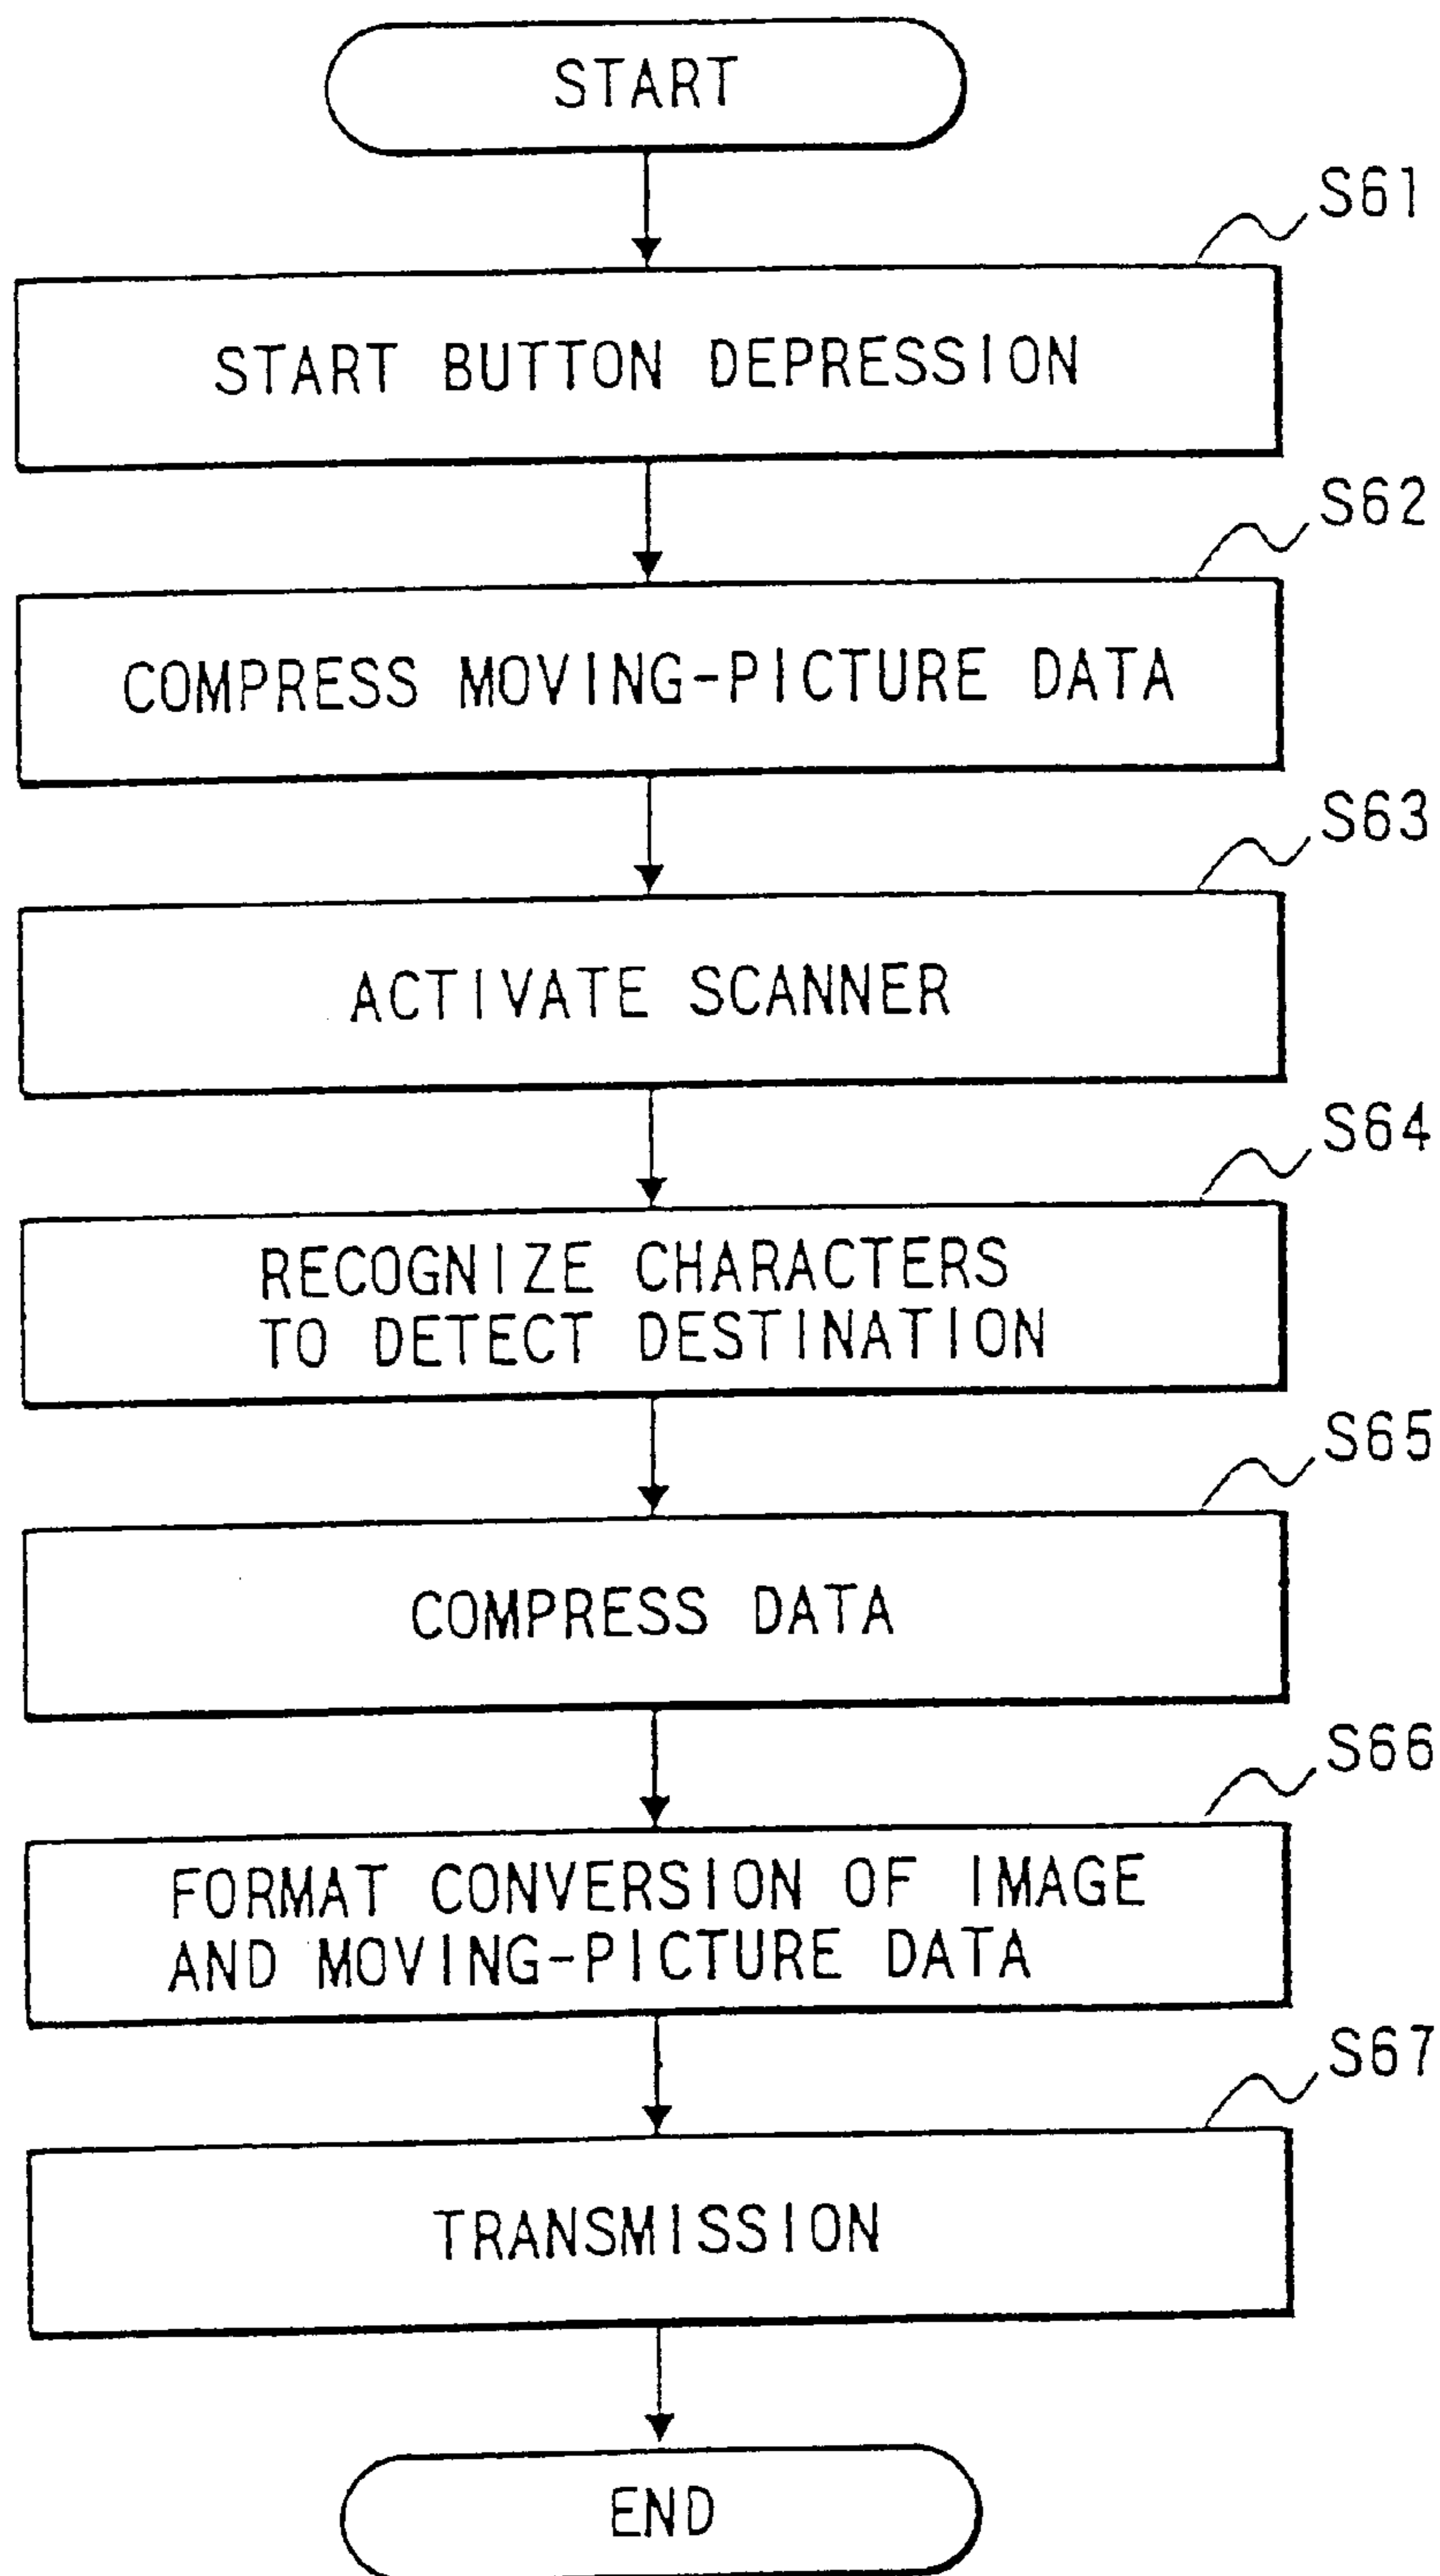 START
S61
START BUTTON DEPRESSION
S62
COMPRESS MOVING-PICTURE DATA
S63
ACTIVATE SCANNER
S64
RECOGNIZE CHARACTERS
TO DETECT DESTINATION
S65
COMPRESS DATA
S66
FORMAT CONVERSION OF IMAGE
AND MOVING-PICTURE DATA
S67
TRANSMISSION
END